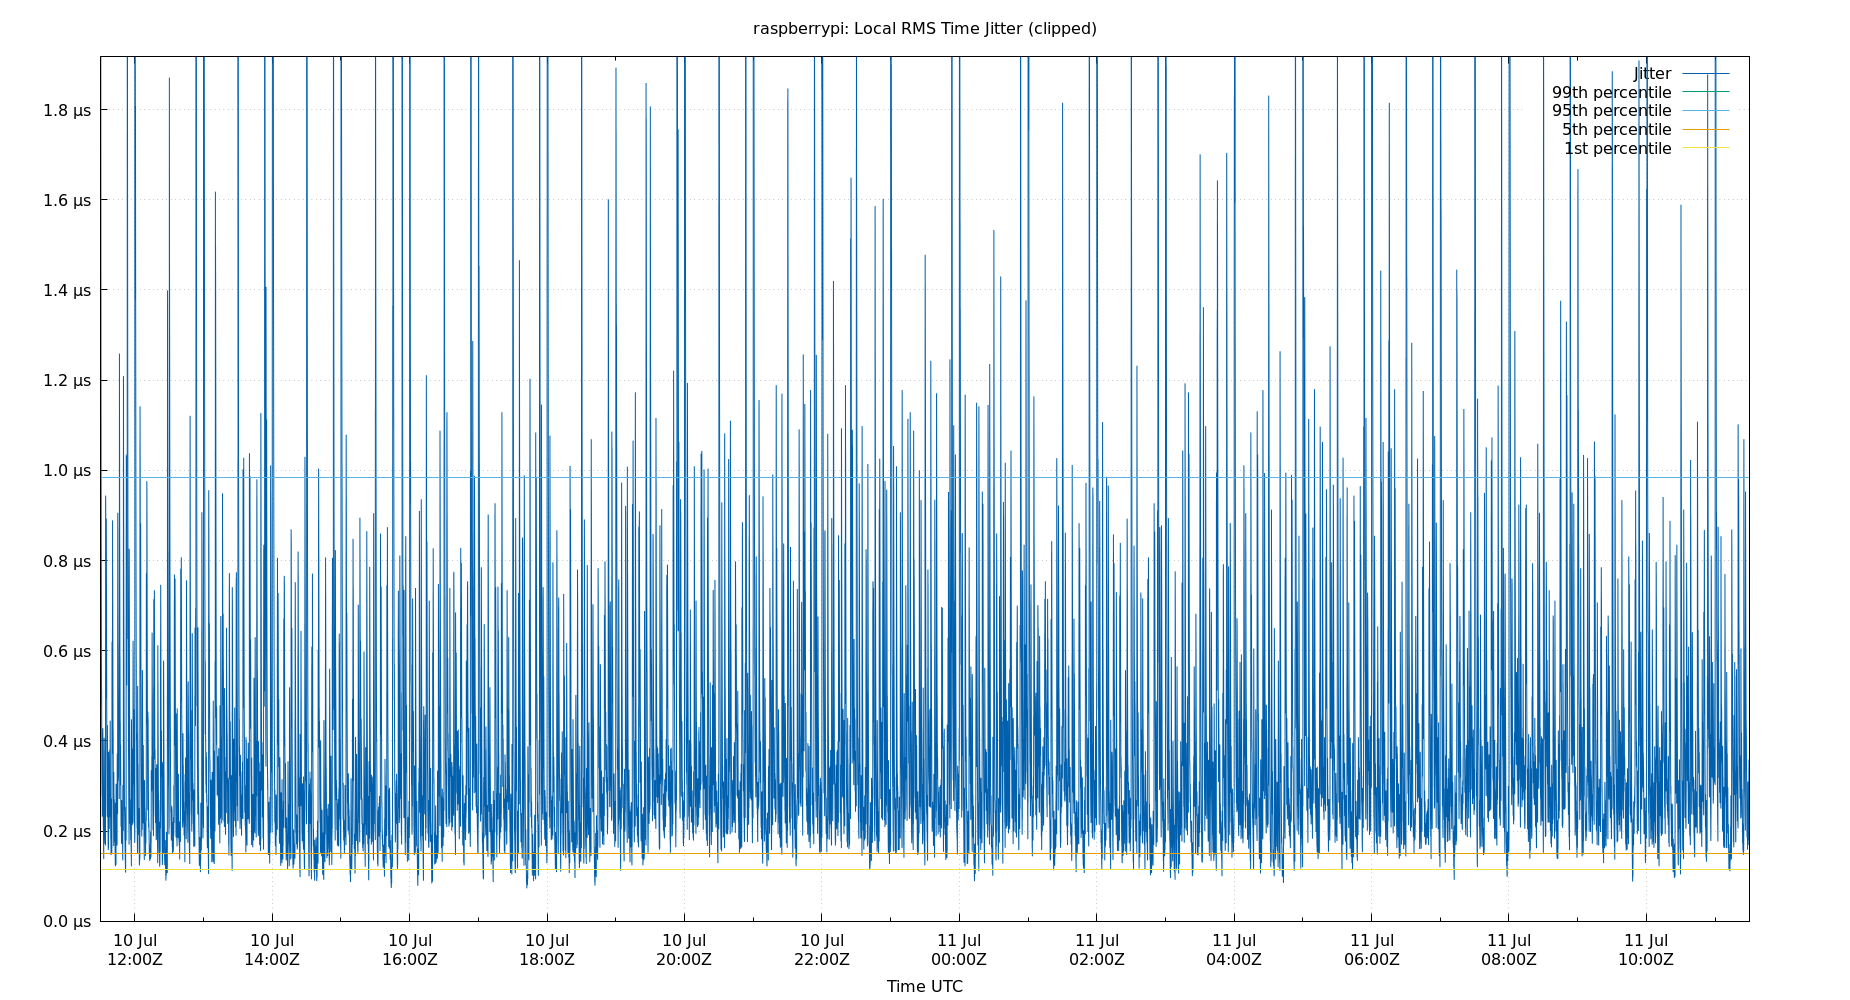 raspberrypi: Local RMS Time Jitter (clipped)
Jitter
99th percentile
95th percentile
5th percentile
1st percentile
1.8 µs
1.6 µs
1.4 µs
1.2 µs
1.0 µs
0.8 µs
0.6 µs
0.4 µs
0.2 µs
0.0 µs
10 Jul 10 Jul 10 Jul 10 Jul 10 Jul 10 Jul 11 Jul 11 Jul 11 Jul 11 Jul 11 Jul 11 Jul
12:00Z 14:00Z 16:00Z 18:00Z 20:00Z 22:00Z 00:00Z 02:00Z 04:00Z 06:00Z 08:00Z 10:00Z
Time UTC